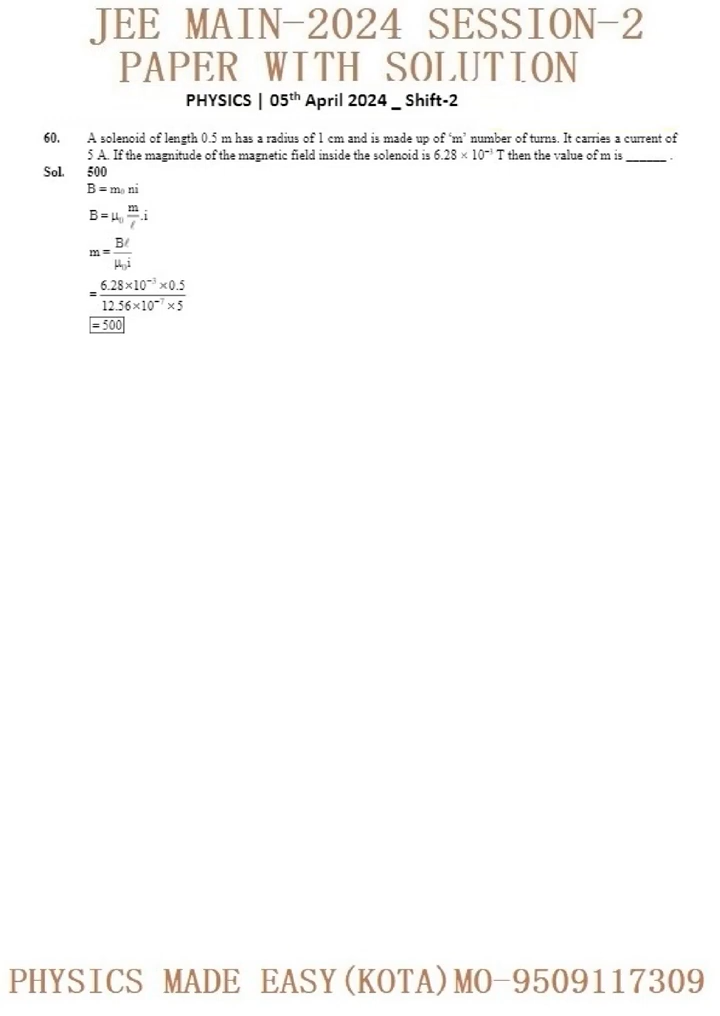 JEE MAIN-2024 SESSION-2
PAPER WITH SOLUTION
PHYSICS | 05th April 2024 _ Shift-2
60. A solenoid of length 0.5 m has a radius of 1 cm and is made up of 'm' number of turns. It carries a current of
5 A. If the magnitude of the magnetic field inside the solenoid is 6.28 × 10⁻³ T then the value of m is ______ .
Sol. 500
B = m₀ ni
B = μ₀ m/ℓ .i
m = Bℓ/μ₀i
= 6.28×10⁻³ ×0.5 / 12.56×10⁻⁷ ×5
= 500
PHYSICS MADE EASY(KOTA)MO-9509117309